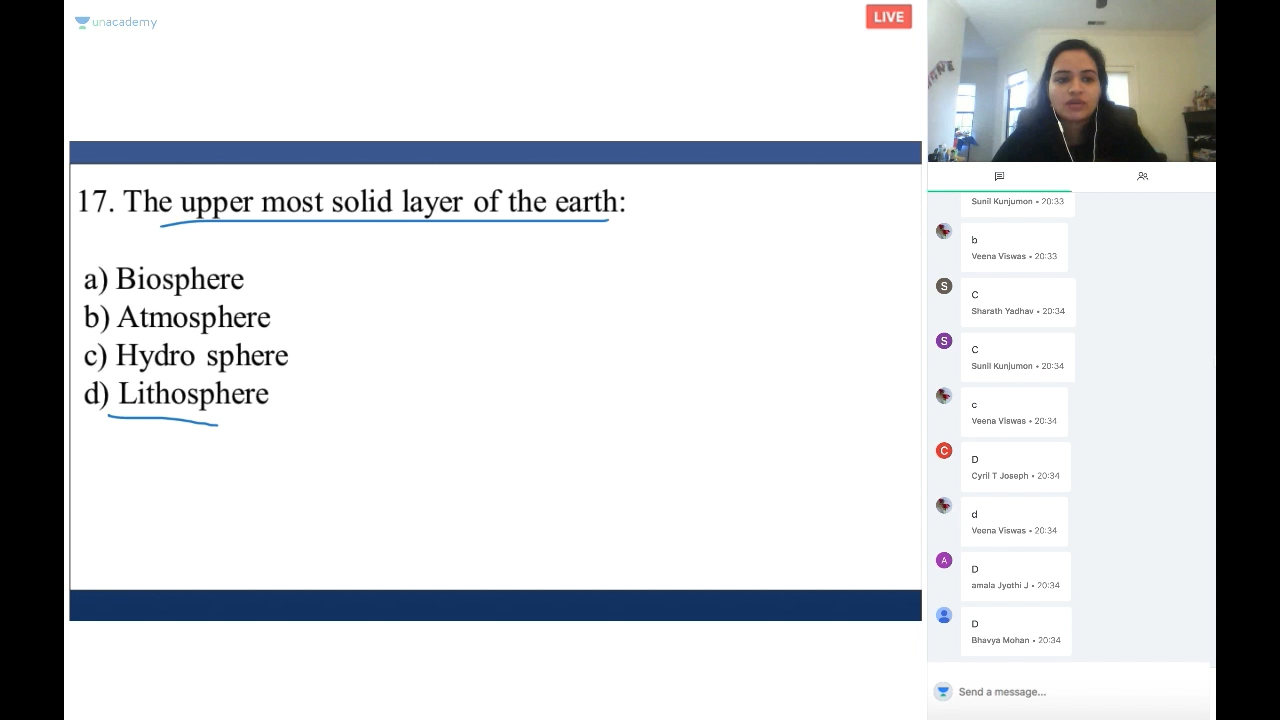 unacademy
LIVE
17. The upper most solid layer of the earth:
a) Biosphere
b) Atmosphere
c) Hydro sphere
d) Lithosphere
Sunil Kunjumon • 20:33
b
Veena Viswas • 20:33
S
C
Sharath Yadhav • 20:34
S
C
Sunil Kunjumon • 20:34
c
Veena Viswas • 20:34
C
D
Cyril T Joseph • 20:34
d
Veena Viswas • 20:34
A
D
amala Jyothi J • 20:34
D
Bhavya Mohan • 20:34
Send a message...